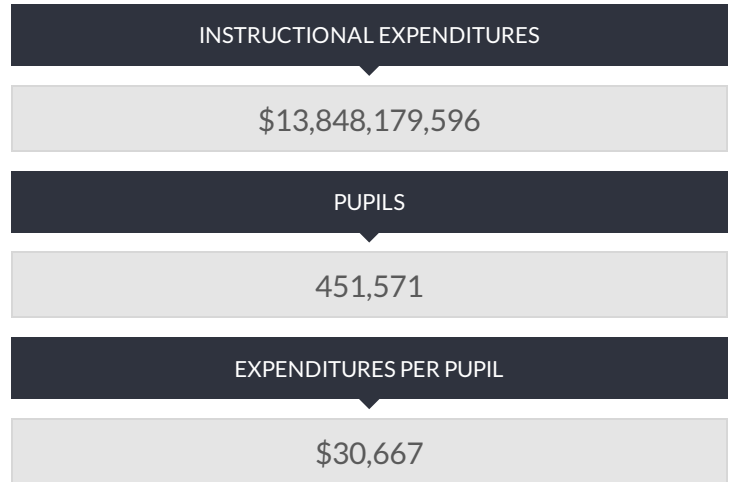 INSTRUCTIONAL EXPENDITURES
$13,848,179,596
PUPILS
451,571
EXPENDITURES PER PUPIL
$30,667